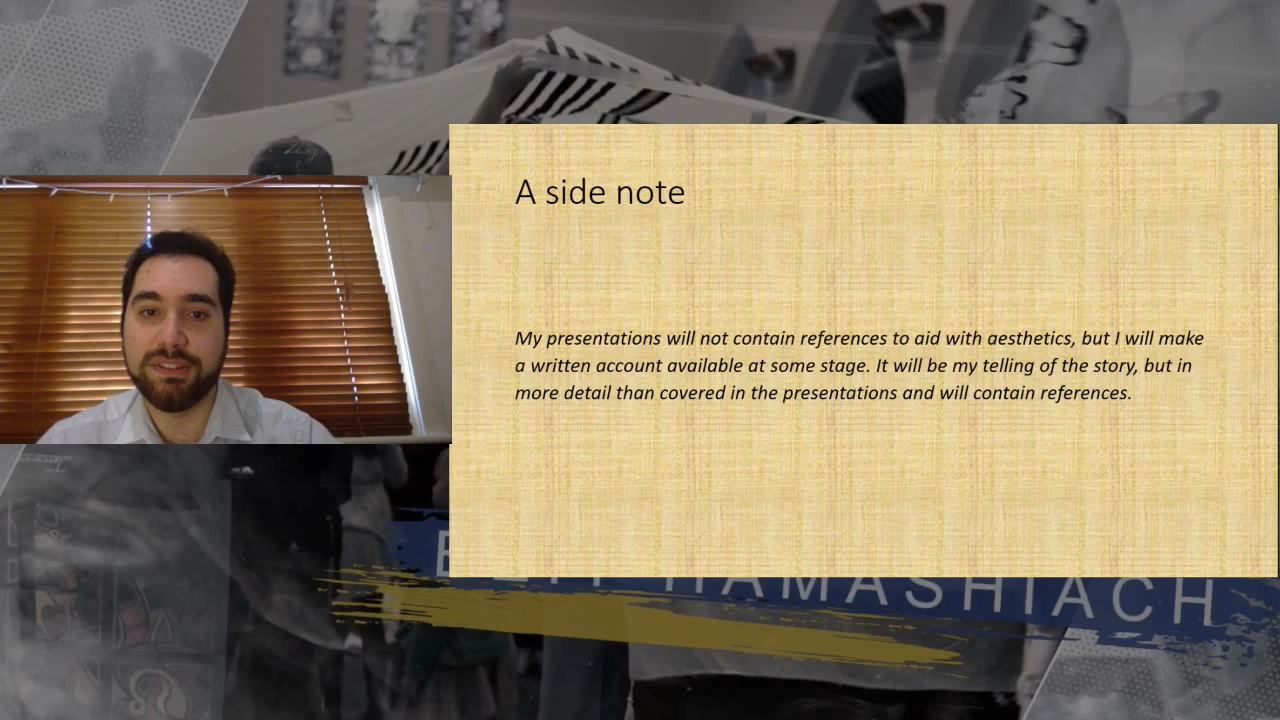 A side note
My presentations will not contain references to aid with aesthetics, but I will make
a written account available at some stage. It will be my telling of the story, but in
more detail than covered in the presentations and will contain references.
HAMASHIACH